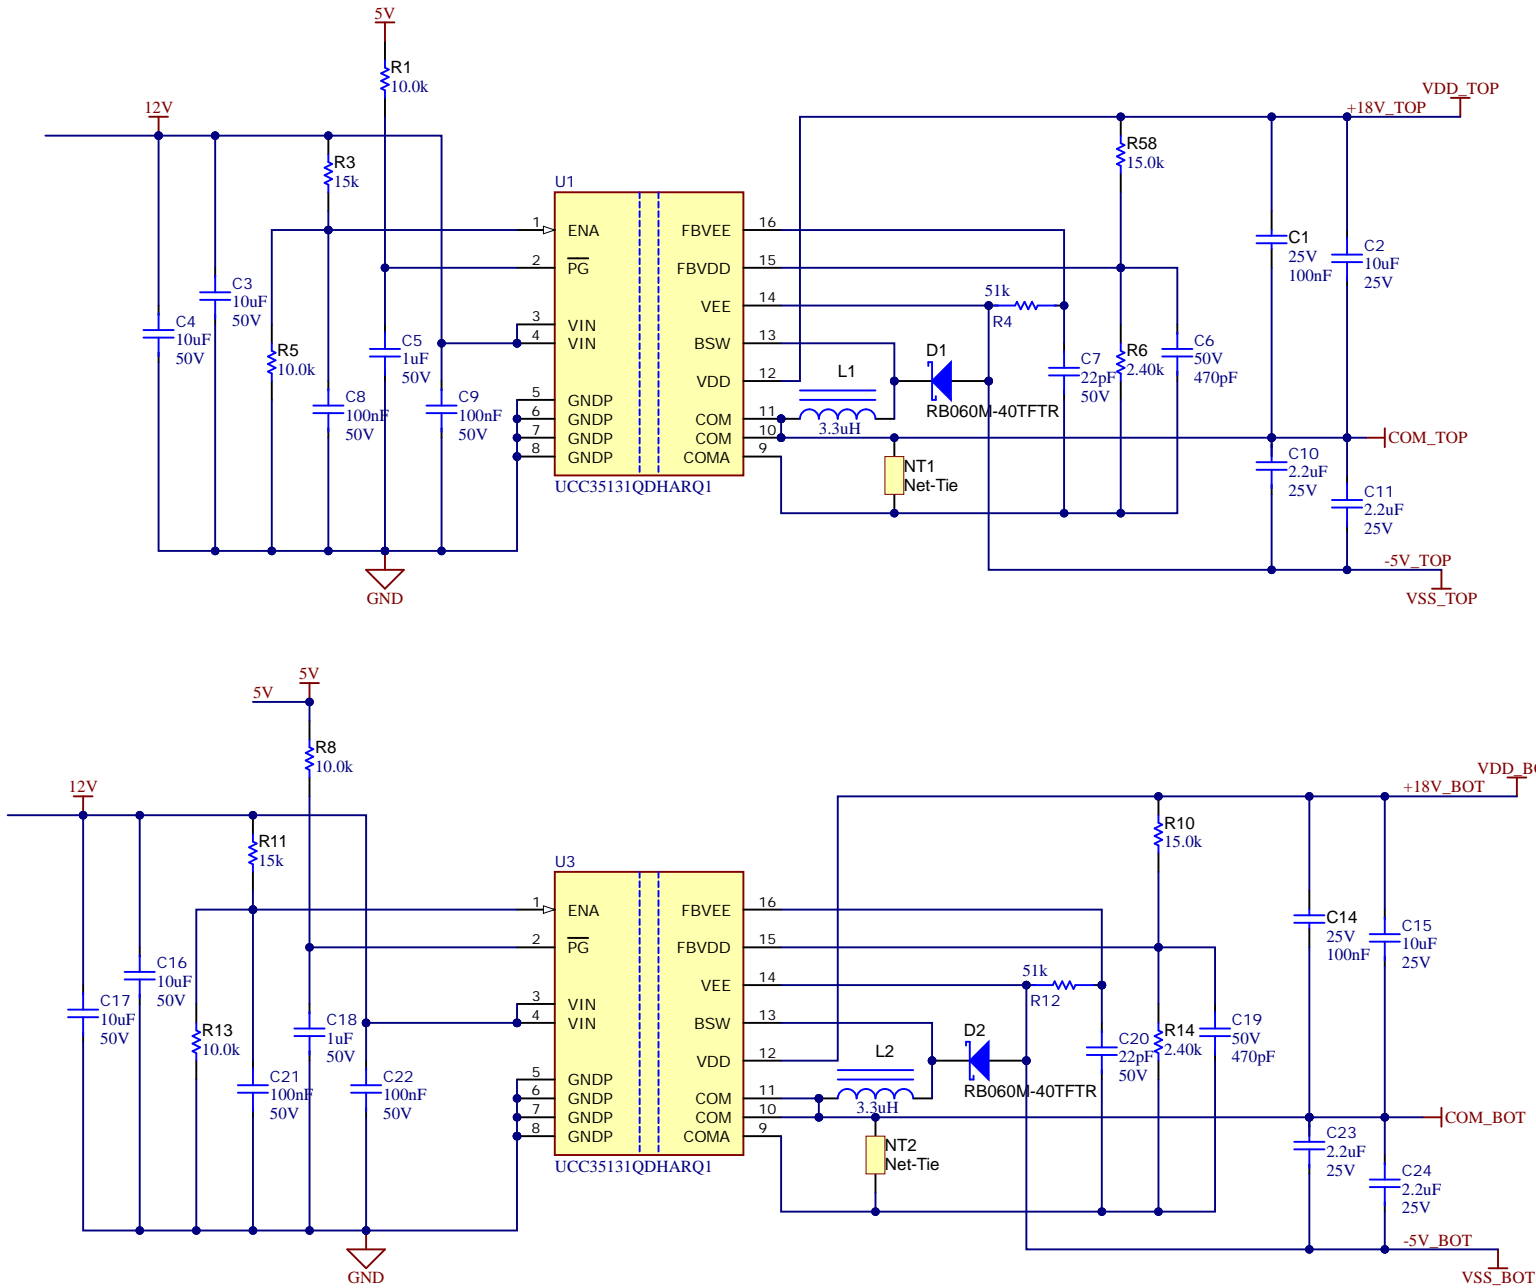 5V
R1
10.0k
12V
R3
15k
C3
10uF
50V
C4
10uF
50V
R5
10.0k
C5
1uF
50V
C8
100nF
50V
C9
100nF
50V
GND
U1
1
ENA
2
PG
3
VIN
4
VIN
5
GNDP
6
GNDP
7
GNDP
8
GNDP
16
FBVEE
15
FBVDD
14
VEE
13
BSW
12
VDD
11
COM
10
COM
9
COMA
UCC35131QDHARQ1
L1
3.3uH
D1
RB060M-40TFTR
51k
R4
NT1
Net-Tie
C7
22pF
50V
R58
15.0k
R6
2.40k
C6
50V
470pF
C1
25V
100nF
C2
10uF
25V
C10
2.2uF
25V
C11
2.2uF
25V
VDD_TOP
+18V_TOP
COM_TOP
-5V_TOP
VSS_TOP
5V
5V
R8
10.0k
12V
R11
15k
C16
10uF
50V
C17
10uF
50V
R13
10.0k
C18
1uF
50V
C21
100nF
50V
C22
100nF
50V
GND
U3
1
ENA
2
PG
3
VIN
4
VIN
5
GNDP
6
GNDP
7
GNDP
8
GNDP
16
FBVEE
15
FBVDD
14
VEE
13
BSW
12
VDD
11
COM
10
COM
9
COMA
UCC35131QDHARQ1
L2
3.3uH
D2
RB060M-40TFTR
51k
R12
NT2
Net-Tie
C20
22pF
50V
R10
15.0k
R14
2.40k
C19
50V
470pF
C14
25V
100nF
C15
10uF
25V
C23
2.2uF
25V
C24
2.2uF
25V
VDD_BO
+18V_BOT
COM_BOT
-5V_BOT
VSS_BOT